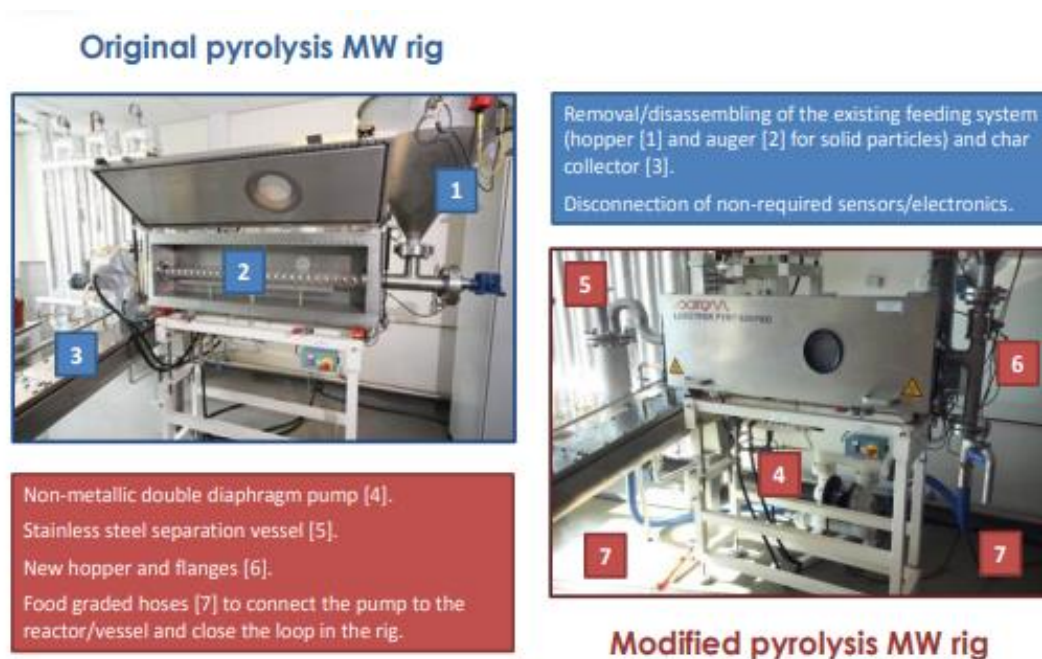 Original pyrolysis MW rig
1
2
3
Removal/disassembling of the existing feeding system
(hopper [1] and auger [2] for solid particles) and char
collector [3].
Disconnection of non-required sensors/electronics.
Non-metallic double diaphragm pump [4].
Stainless steel separation vessel [5].
New hopper and flanges [6].
Food graded hoses [7] to connect the pump to the
reactor/vessel and close the loop in the rig.
5
6
4
7
7
Modified pyrolysis MW rig